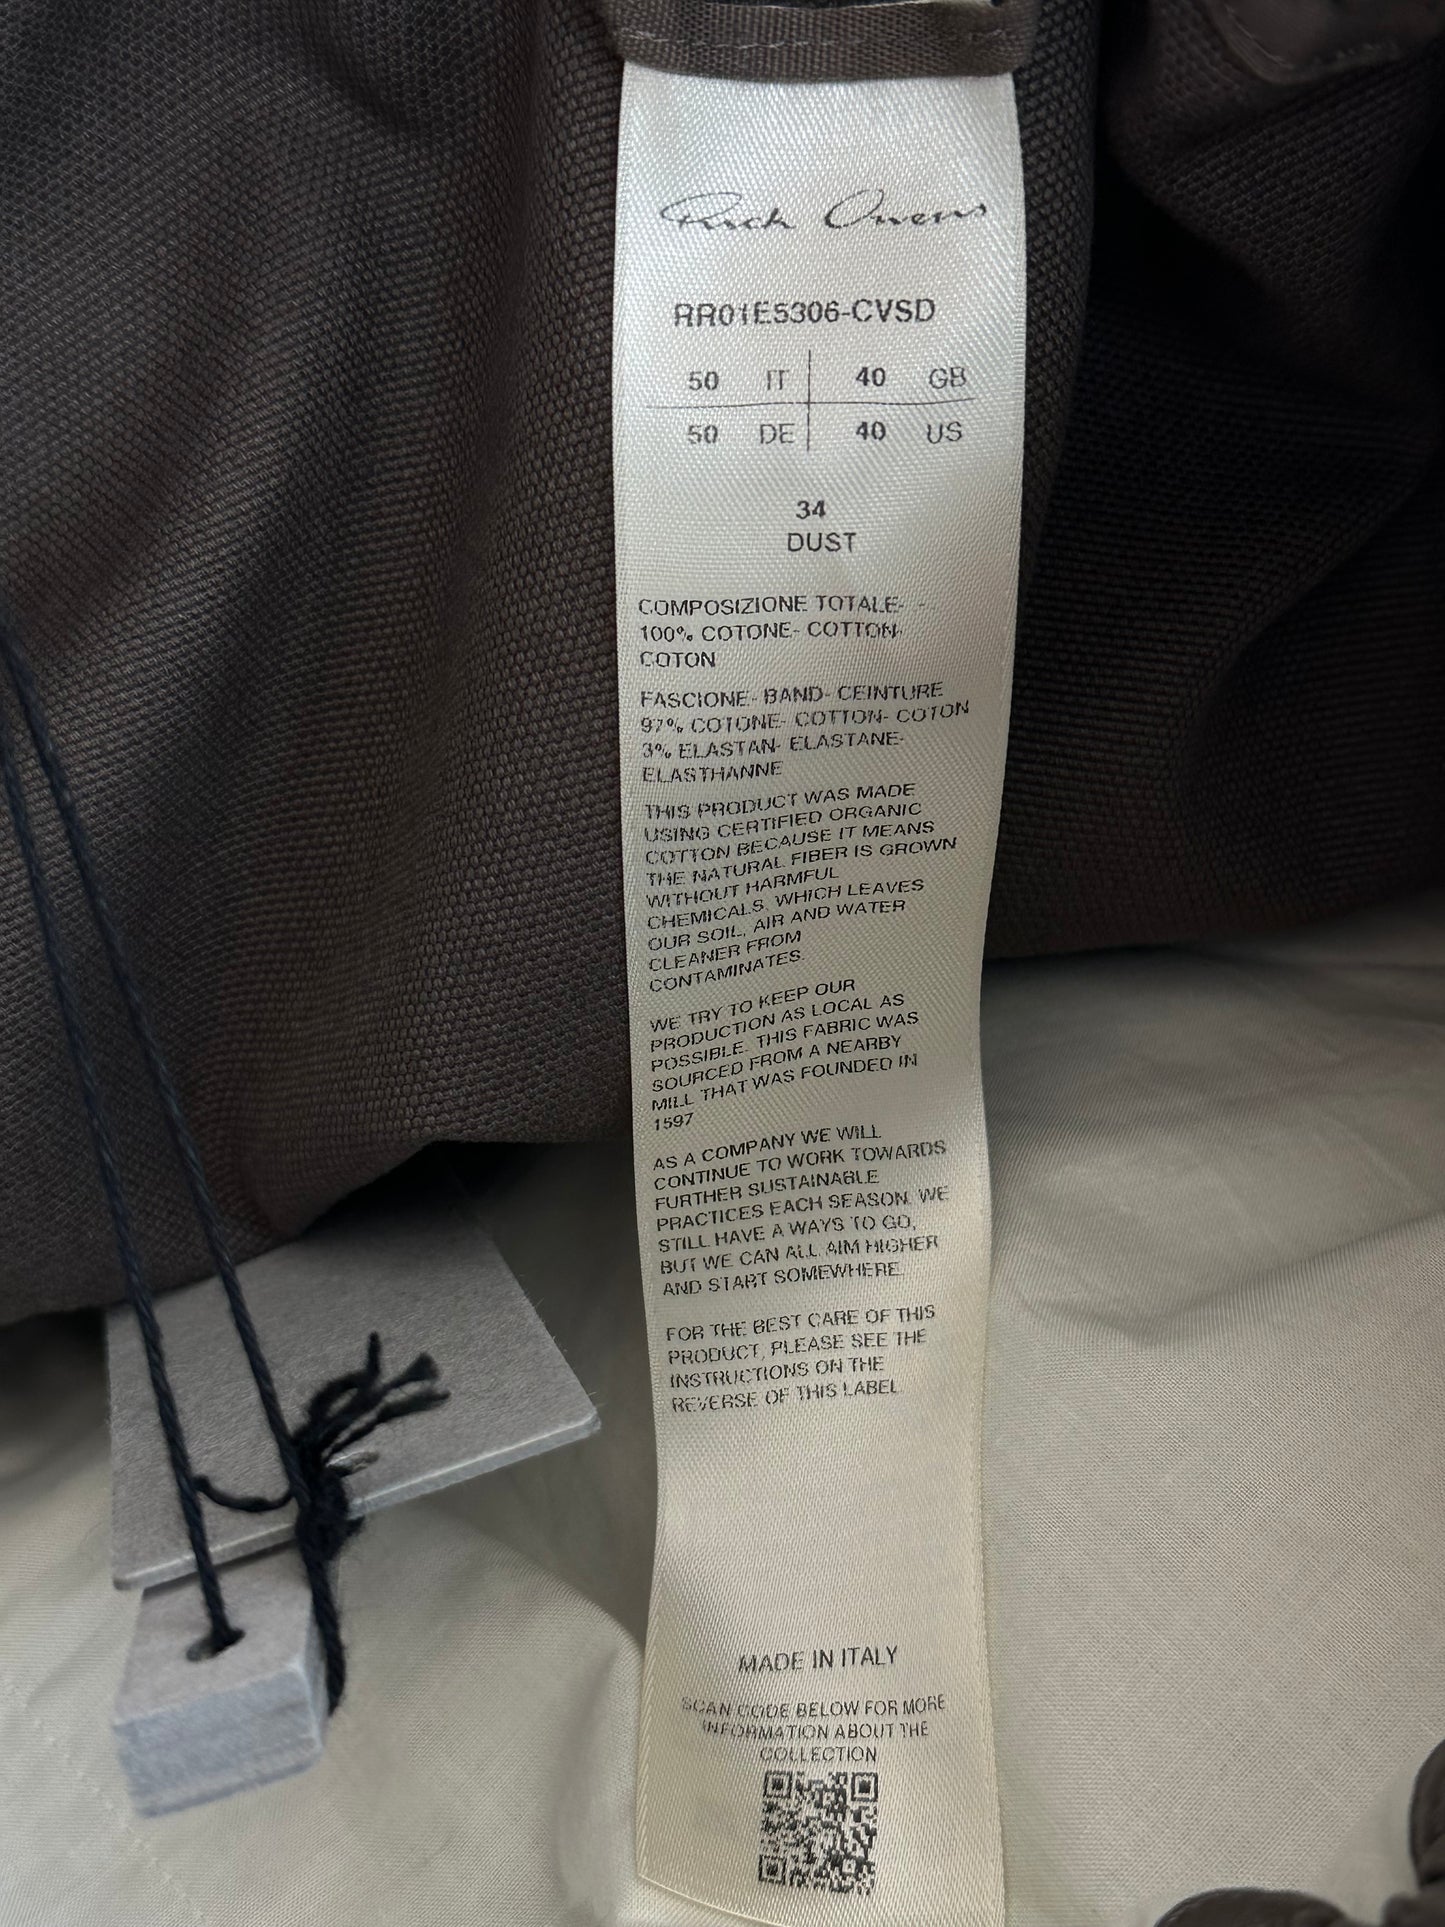 Rick Owens
RR01E5306-CVSD
50 IT 40 GB
50 DE 40 US
34
DUST
COMPOSIZIONE TOTALE- -
100% COTONE- COTTON-
COTON
FASCIONE- BAND- CEINTURE
97% COTONE- COTTON- COTON
3% ELASTAN- ELASTANE-
ELASTHANNE
THIS PRODUCT WAS MADE
USING CERTIFIED ORGANIC
COTTON BECAUSE IT MEANS
THE NATURAL FIBER IS GROWN
WITHOUT HARMFUL
CHEMICALS, WHICH LEAVES
OUR SOIL, AIR AND WATER
CLEANER FROM
CONTAMINATES.
WE TRY TO KEEP OUR
PRODUCTION AS LOCAL AS
POSSIBLE. THIS FABRIC WAS
SOURCED FROM A NEARBY
MILL THAT WAS FOUNDED IN
1597
AS A COMPANY WE WILL
CONTINUE TO WORK TOWARDS
FURTHER SUSTAINABLE
PRACTICES EACH SEASON. WE
STILL HAVE A WAYS TO GO,
BUT WE CAN ALL AIM HIGHER
AND START SOMEWHERE.
FOR THE BEST CARE OF THIS
PRODUCT, PLEASE SEE THE
INSTRUCTIONS ON THE
REVERSE OF THIS LABEL
MADE IN ITALY
SCAN CODE BELOW FOR MORE
INFORMATION ABOUT THE
COLLECTION